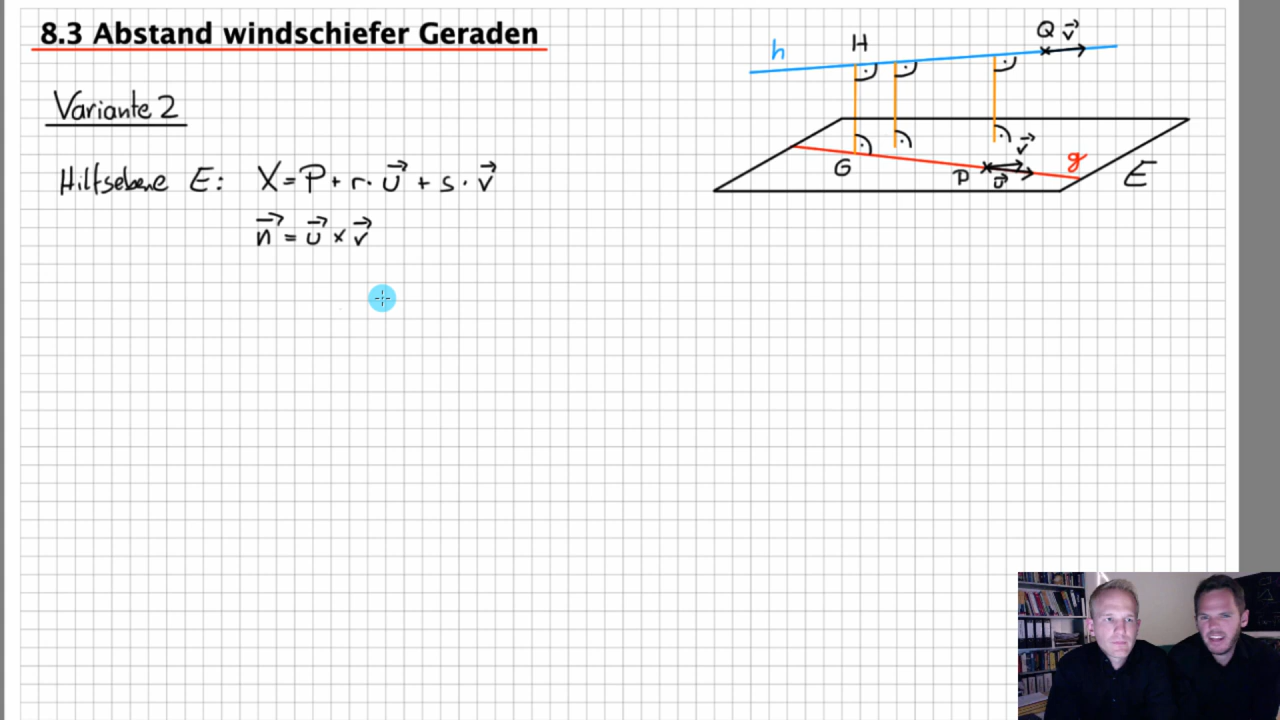 8.3 Abstand windschiefer Geraden
Variante 2
Hilfsebene E: X = P + r · u⃗ + s · v⃗
n⃗ = u⃗ × v⃗
h
H
Q v⃗
G
P
v⃗
u⃗
g
E